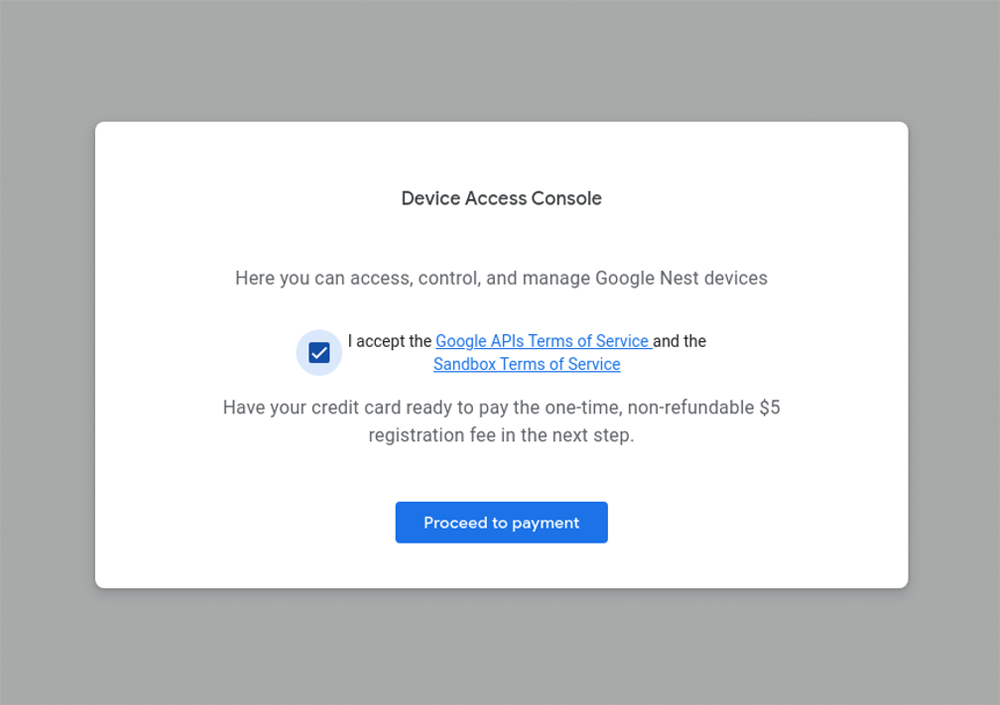 Device Access Console
Here you can access, control, and manage Google Nest devices
I accept the Google APIs Terms of Service and the
Sandbox Terms of Service
Have your credit card ready to pay the one-time, non-refundable $5
registration fee in the next step.
Proceed to payment